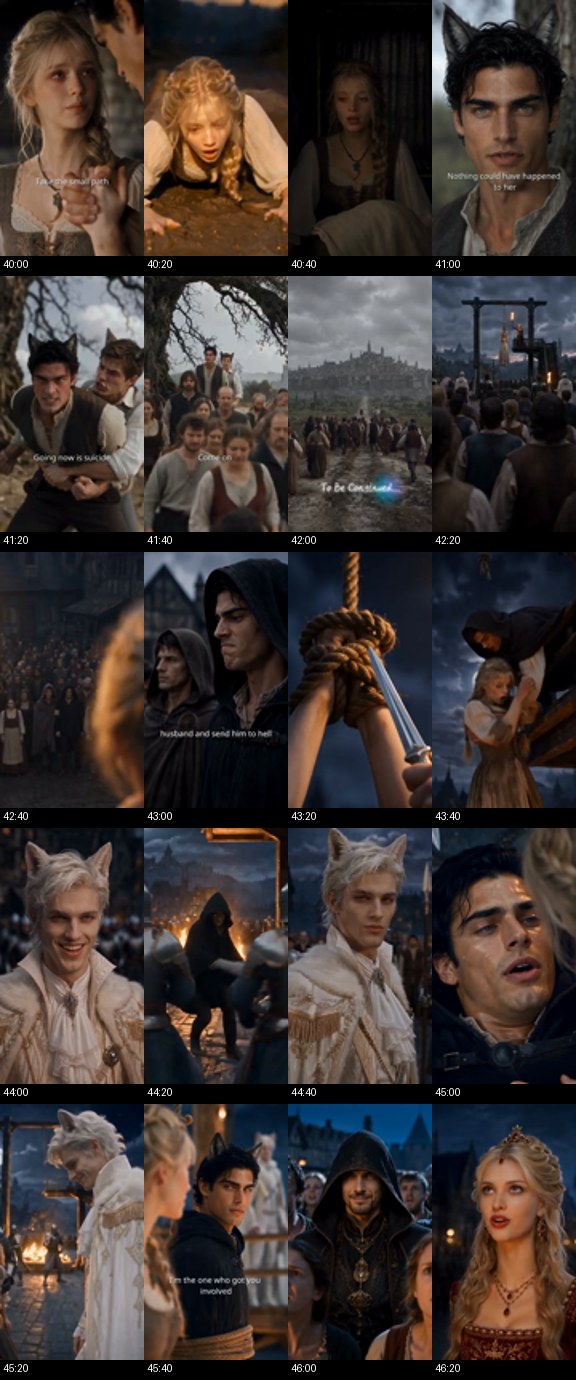 Take the small path
40:00
40:20
40:40
Nothing could have happened
to her
41:00
Going now is suicide
41:20
Come on
41:40
To Be Continued...
42:00
42:20
42:40
husband and send him to hell
43:00
43:20
43:40
44:00
44:20
44:40
45:00
45:20
I'm the one who got you
involved
45:40
46:00
46:20